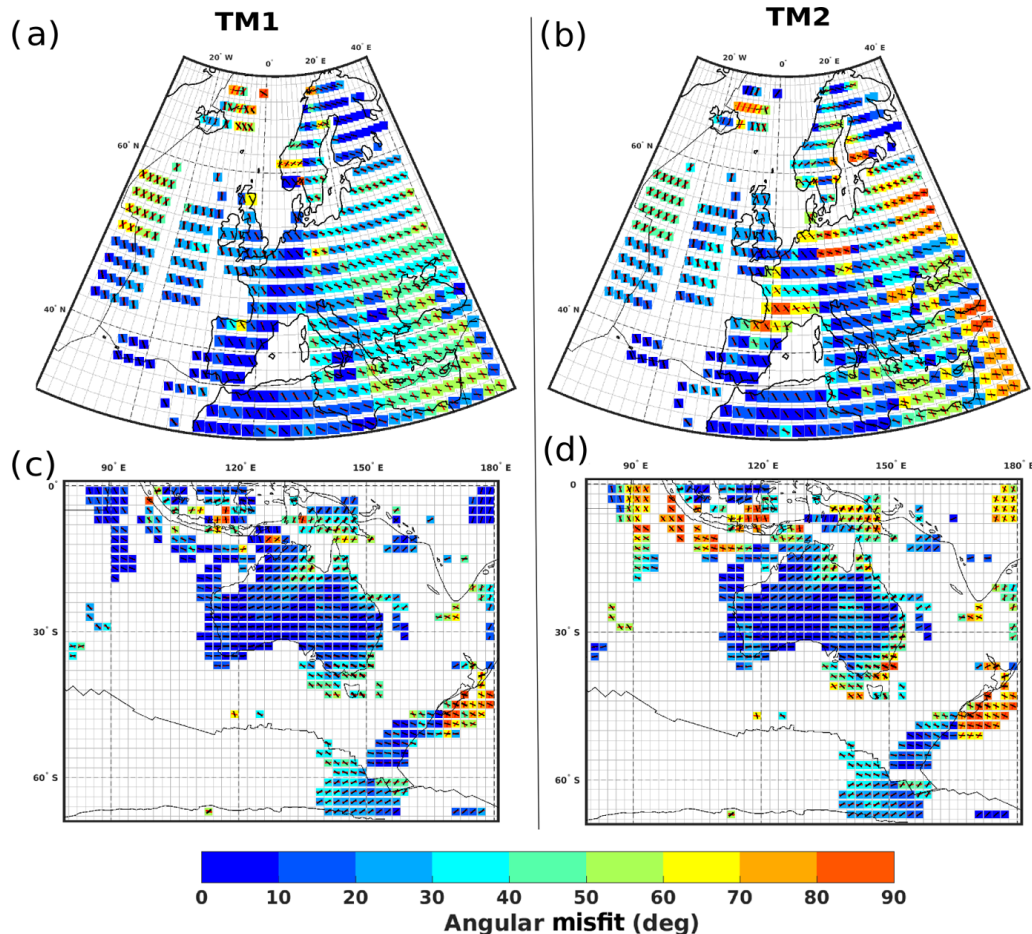 TM1 TM2
(a) (b)
20° W 0° 20° E 40° E 20° W 0° 20° E 40° E
60° N 60° N
40° N 40° N
(c) (d)
90° E 120° E 150° E 180° E 90° E 120° E 150° E 180° E
0 0
30° S 30° S
60° S 60° S
0 10 20 30 40 50 60 70 80 90
Angular misfit (deg)